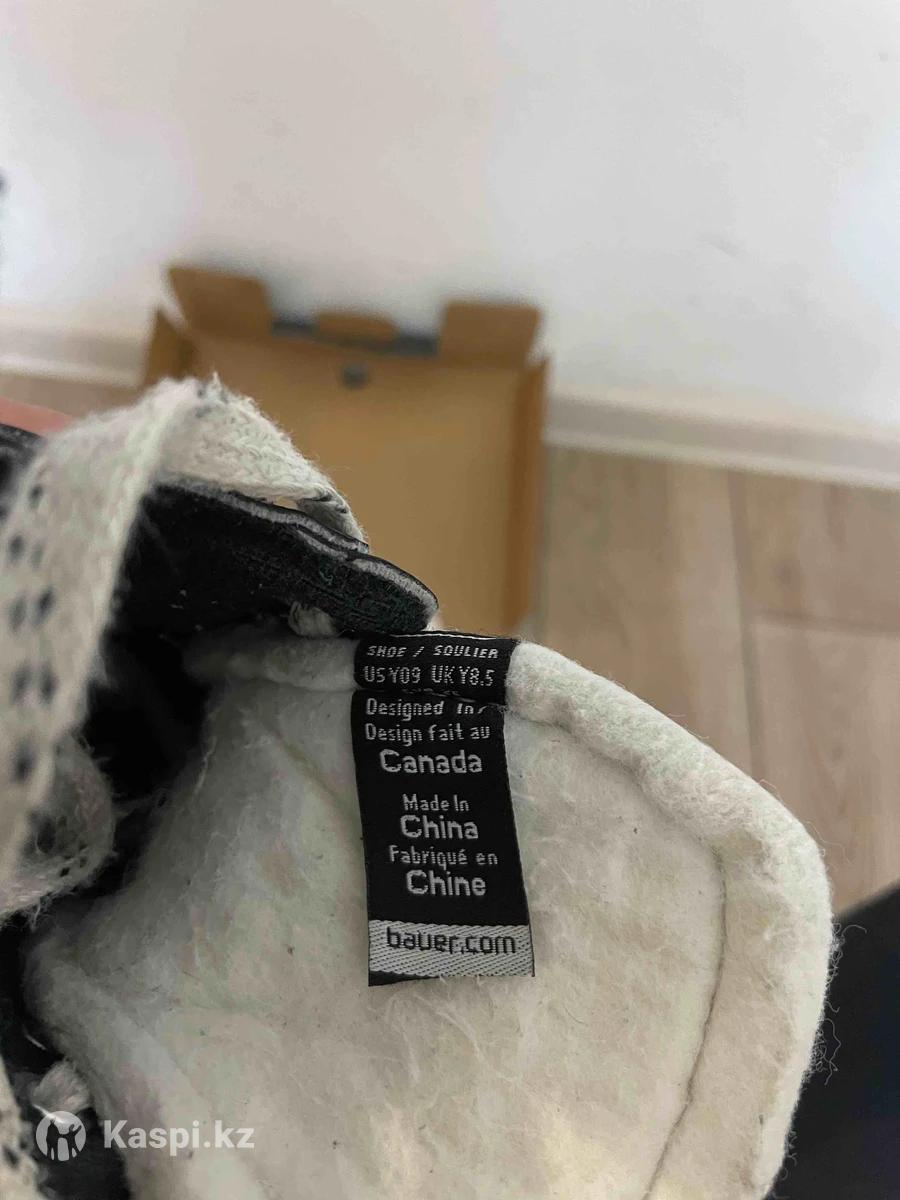 SHOE / SOULIER
US Y09 UK Y8.5
Designed In/
Design fait au
Canada
Made In
China
Fabriqué en
Chine
bauer.com
Kaspi.kz